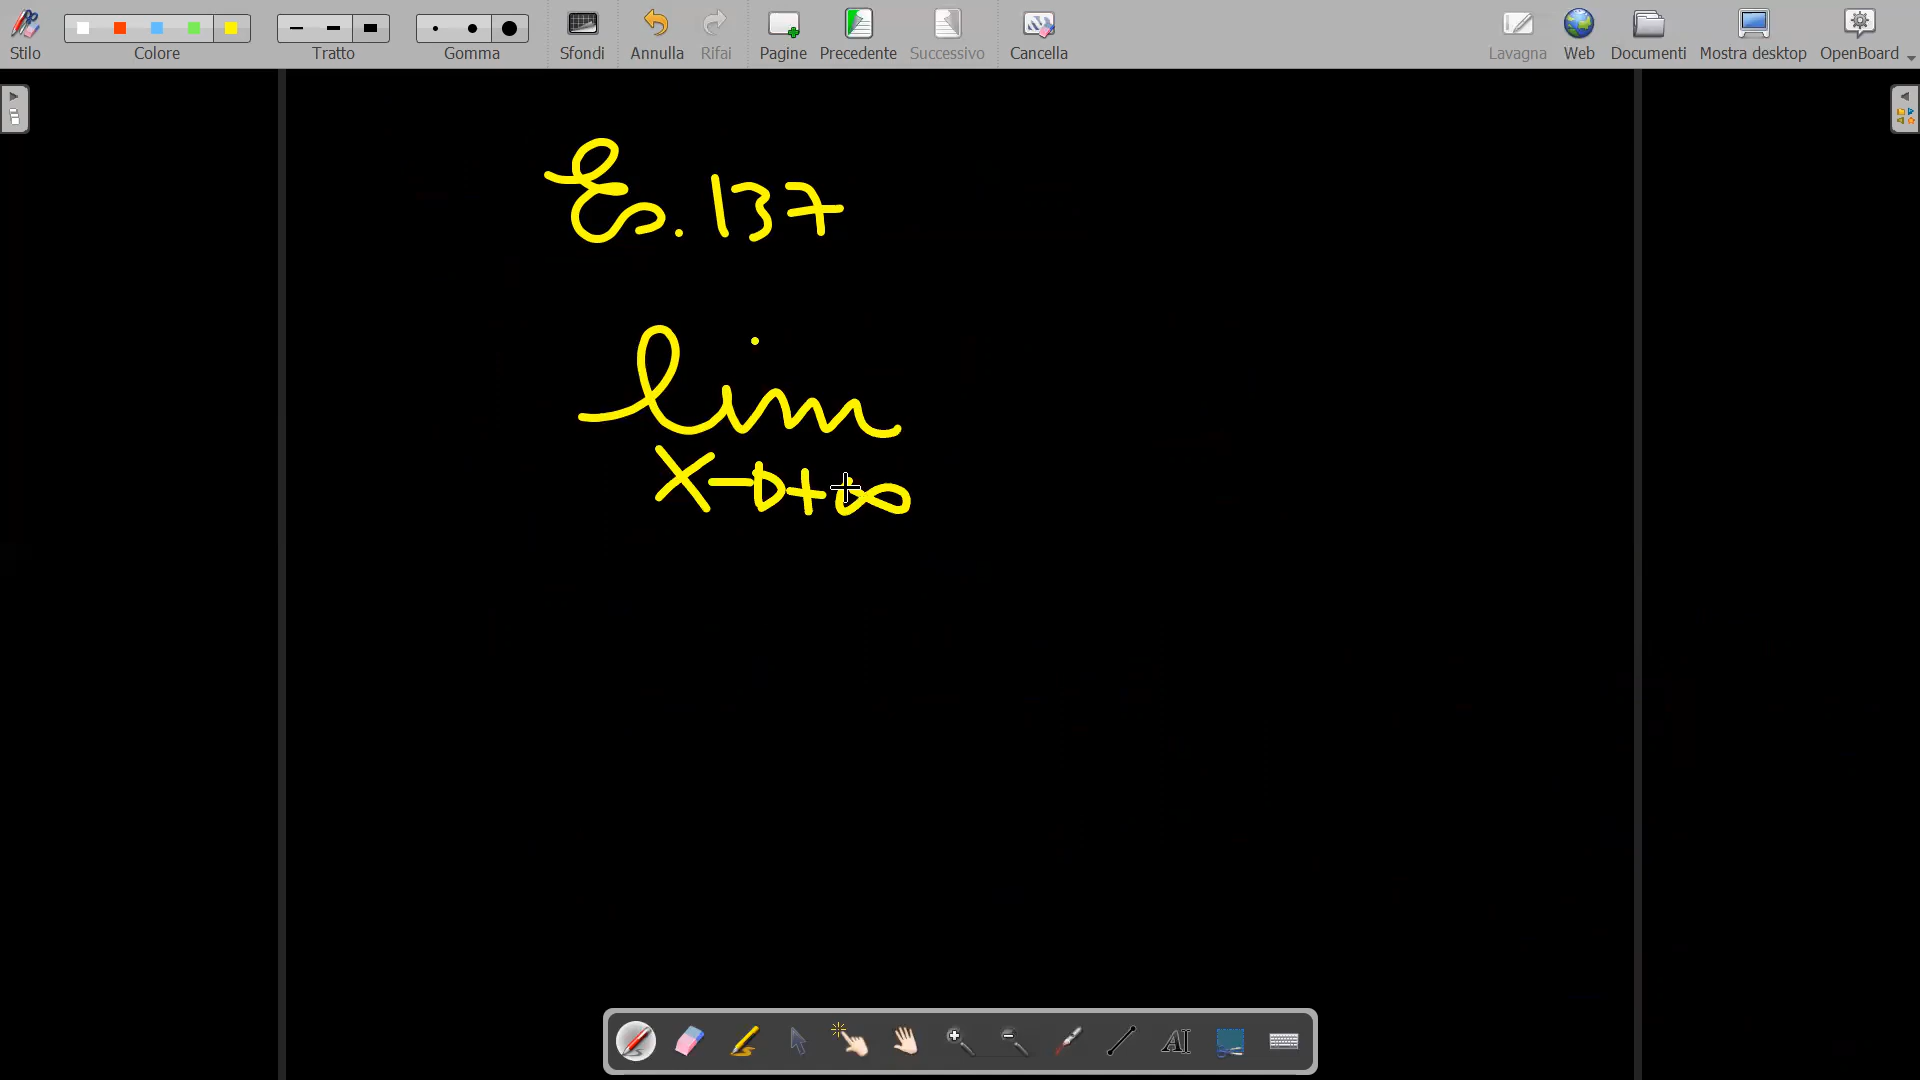 Stilo Colore Tratto Gomma Sfondi Annulla Rifai Pagine Precedente Successivo Cancella Lavagna Web Documenti Mostra desktop OpenBoard
Es. 137
lim
x→+∞
AI